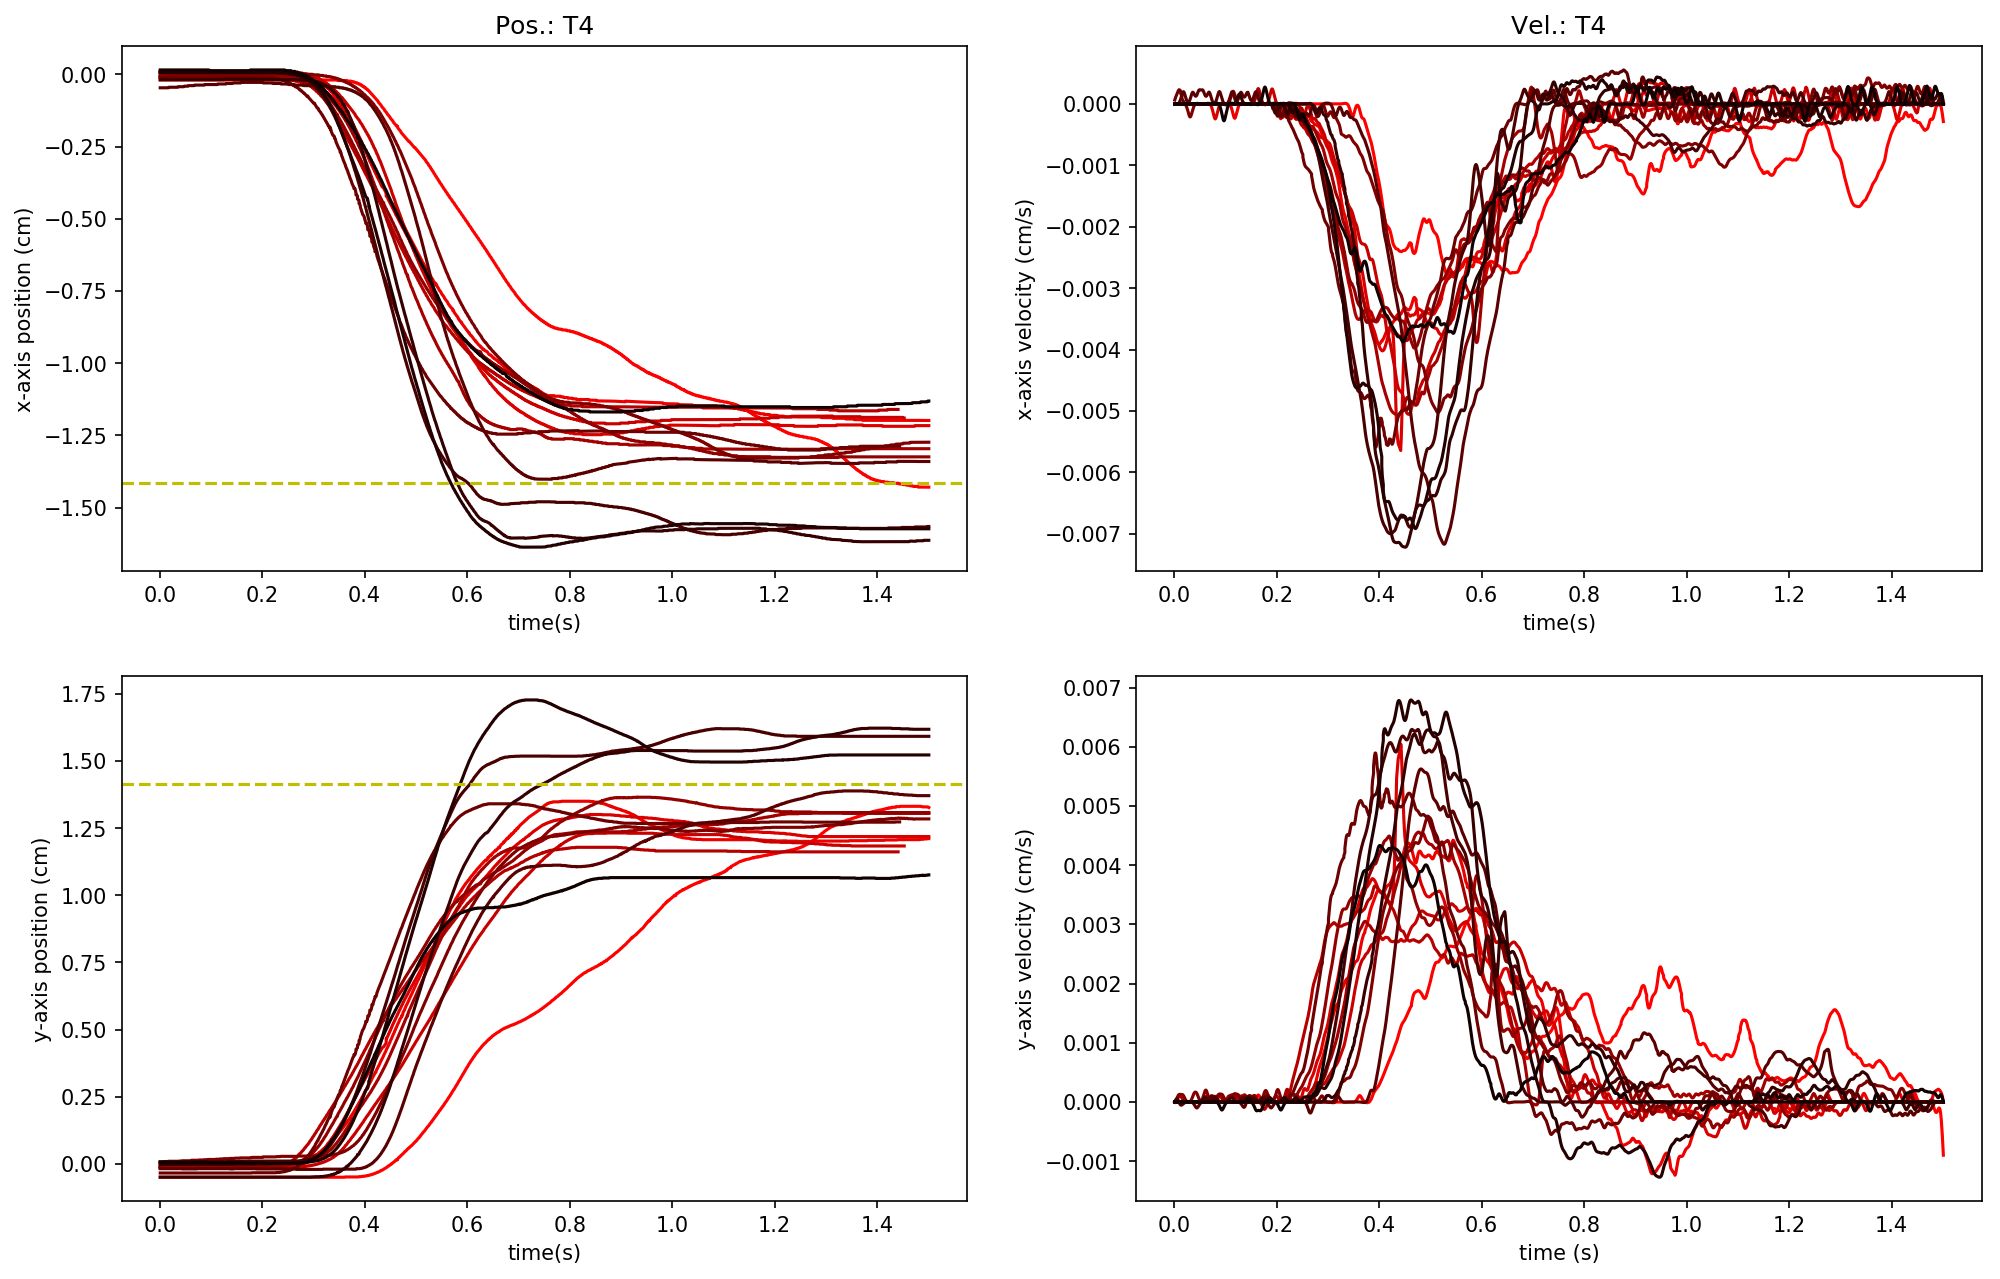 Pos.: T4
x-axis position (cm)
0.00
−0.25
−0.50
−0.75
−1.00
−1.25
−1.50
0.0 0.2 0.4 0.6 0.8 1.0 1.2 1.4
time(s)
Vel.: T4
x-axis velocity (cm/s)
0.000
−0.001
−0.002
−0.003
−0.004
−0.005
−0.006
−0.007
0.0 0.2 0.4 0.6 0.8 1.0 1.2 1.4
time(s)
y-axis position (cm)
1.75
1.50
1.25
1.00
0.75
0.50
0.25
0.00
0.0 0.2 0.4 0.6 0.8 1.0 1.2 1.4
time(s)
y-axis velocity (cm/s)
0.007
0.006
0.005
0.004
0.003
0.002
0.001
0.000
−0.001
0.0 0.2 0.4 0.6 0.8 1.0 1.2 1.4
time (s)